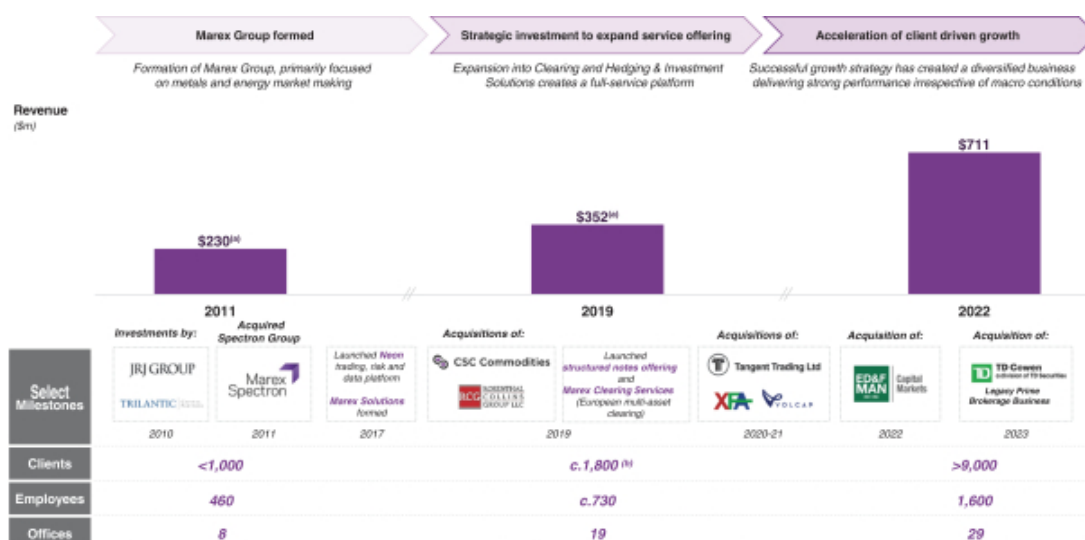 Marex Group formed
Strategic investment to expand service offering
Acceleration of client driven growth
Formation of Marex Group, primarily focused
on metals and energy market making
Expansion into Clearing and Hedging & Investment
Solutions creates a full-service platform
Successful growth strategy has created a diversified business
delivering strong performance irrespective of macro conditions
Revenue
($m)
$230(a)
$352(a)
$711
2011
2019
2022
Select
Milestones
Investments by:
JRJ GROUP
TRILANTIC
2010
Acquired
Spectron Group
Marex
Spectron
2011
Launched Neon
trading, risk and
data platform
Marex Solutions
formed
2017
Acquisitions of:
CSC Commodities
RCG ROSENTHAL
COLLINS
GROUP LLC
Launched
structured notes offering
and
Marex Clearing Services
(European multi-asset
clearing)
2019
Acquisitions of:
Tangent Trading Ltd
XFA
VOLCAP
2020-21
Acquisition of:
ED&F
MAN
Capital
Markets
2022
Acquisition of:
TD Cowen
a division of TD Securities
Legacy Prime
Brokerage Business
2023
Clients
<1,000
c.1,800 (b)
>9,000
Employees
460
c.730
1,600
Offices
8
19
29